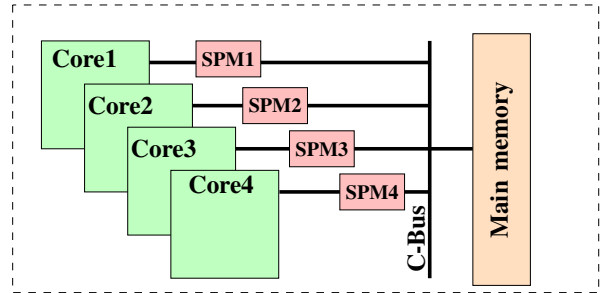 Core1
SPM1
Core2
SPM2
Core3
SPM3
Core4
SPM4
C-Bus
Main memory